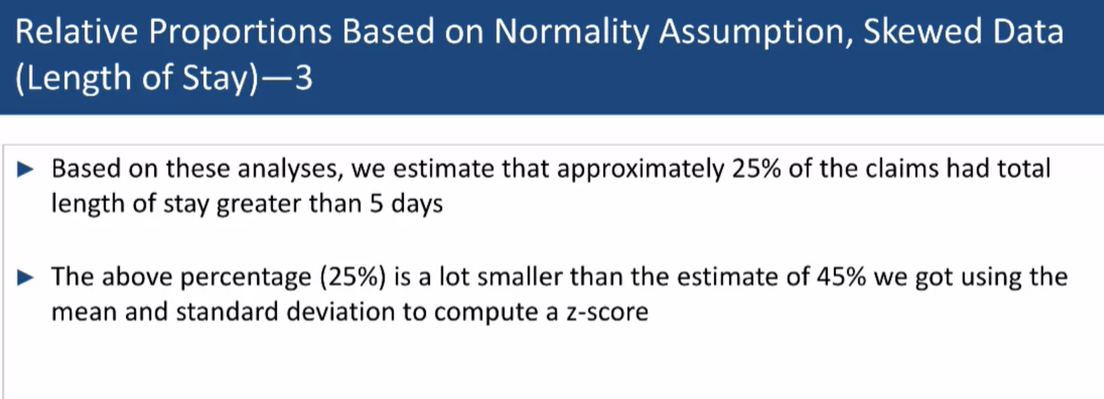 Relative Proportions Based on Normality Assumption, Skewed Data
(Length of Stay)—3
► Based on these analyses, we estimate that approximately 25% of the claims had total
length of stay greater than 5 days
► The above percentage (25%) is a lot smaller than the estimate of 45% we got using the
mean and standard deviation to compute a z-score